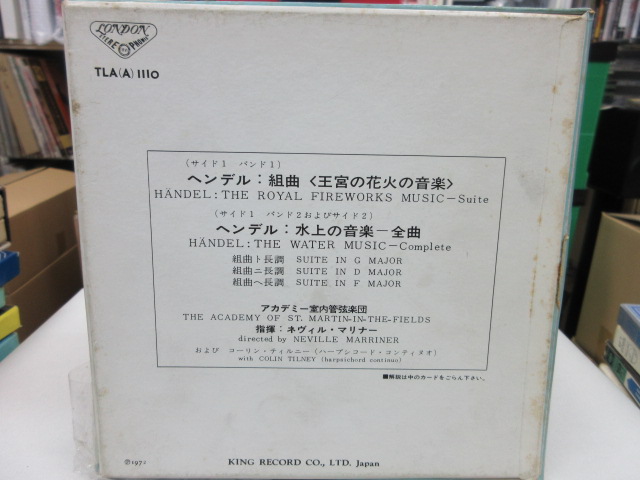 LONDON
TLA(A) 1110
(サイド1 バンド1)
ヘンデル：組曲〈王宮の花火の音楽〉
HÄNDEL: THE ROYAL FIREWORKS MUSIC—Suite
(サイド1 バンド2およびサイド2)
ヘンデル：水上の音楽—全曲
HÄNDEL: THE WATER MUSIC—Complete
組曲ト長調 SUITE IN G MAJOR
組曲ニ長調 SUITE IN D MAJOR
組曲ヘ長調 SUITE IN F MAJOR
アカデミー室内管弦楽団
THE ACADEMY OF ST. MARTIN-IN-THE-FIELDS
指揮：ネヴィル・マリナー
directed by NEVILLE MARRINER
および コーリン・ティルニー(ハープシコード・コンティヌオ)
with COLIN TILNEY (harpsichord continuo)
■解説は中のカードをごらん下さい。
℗1972
KING RECORD CO., LTD. Japan